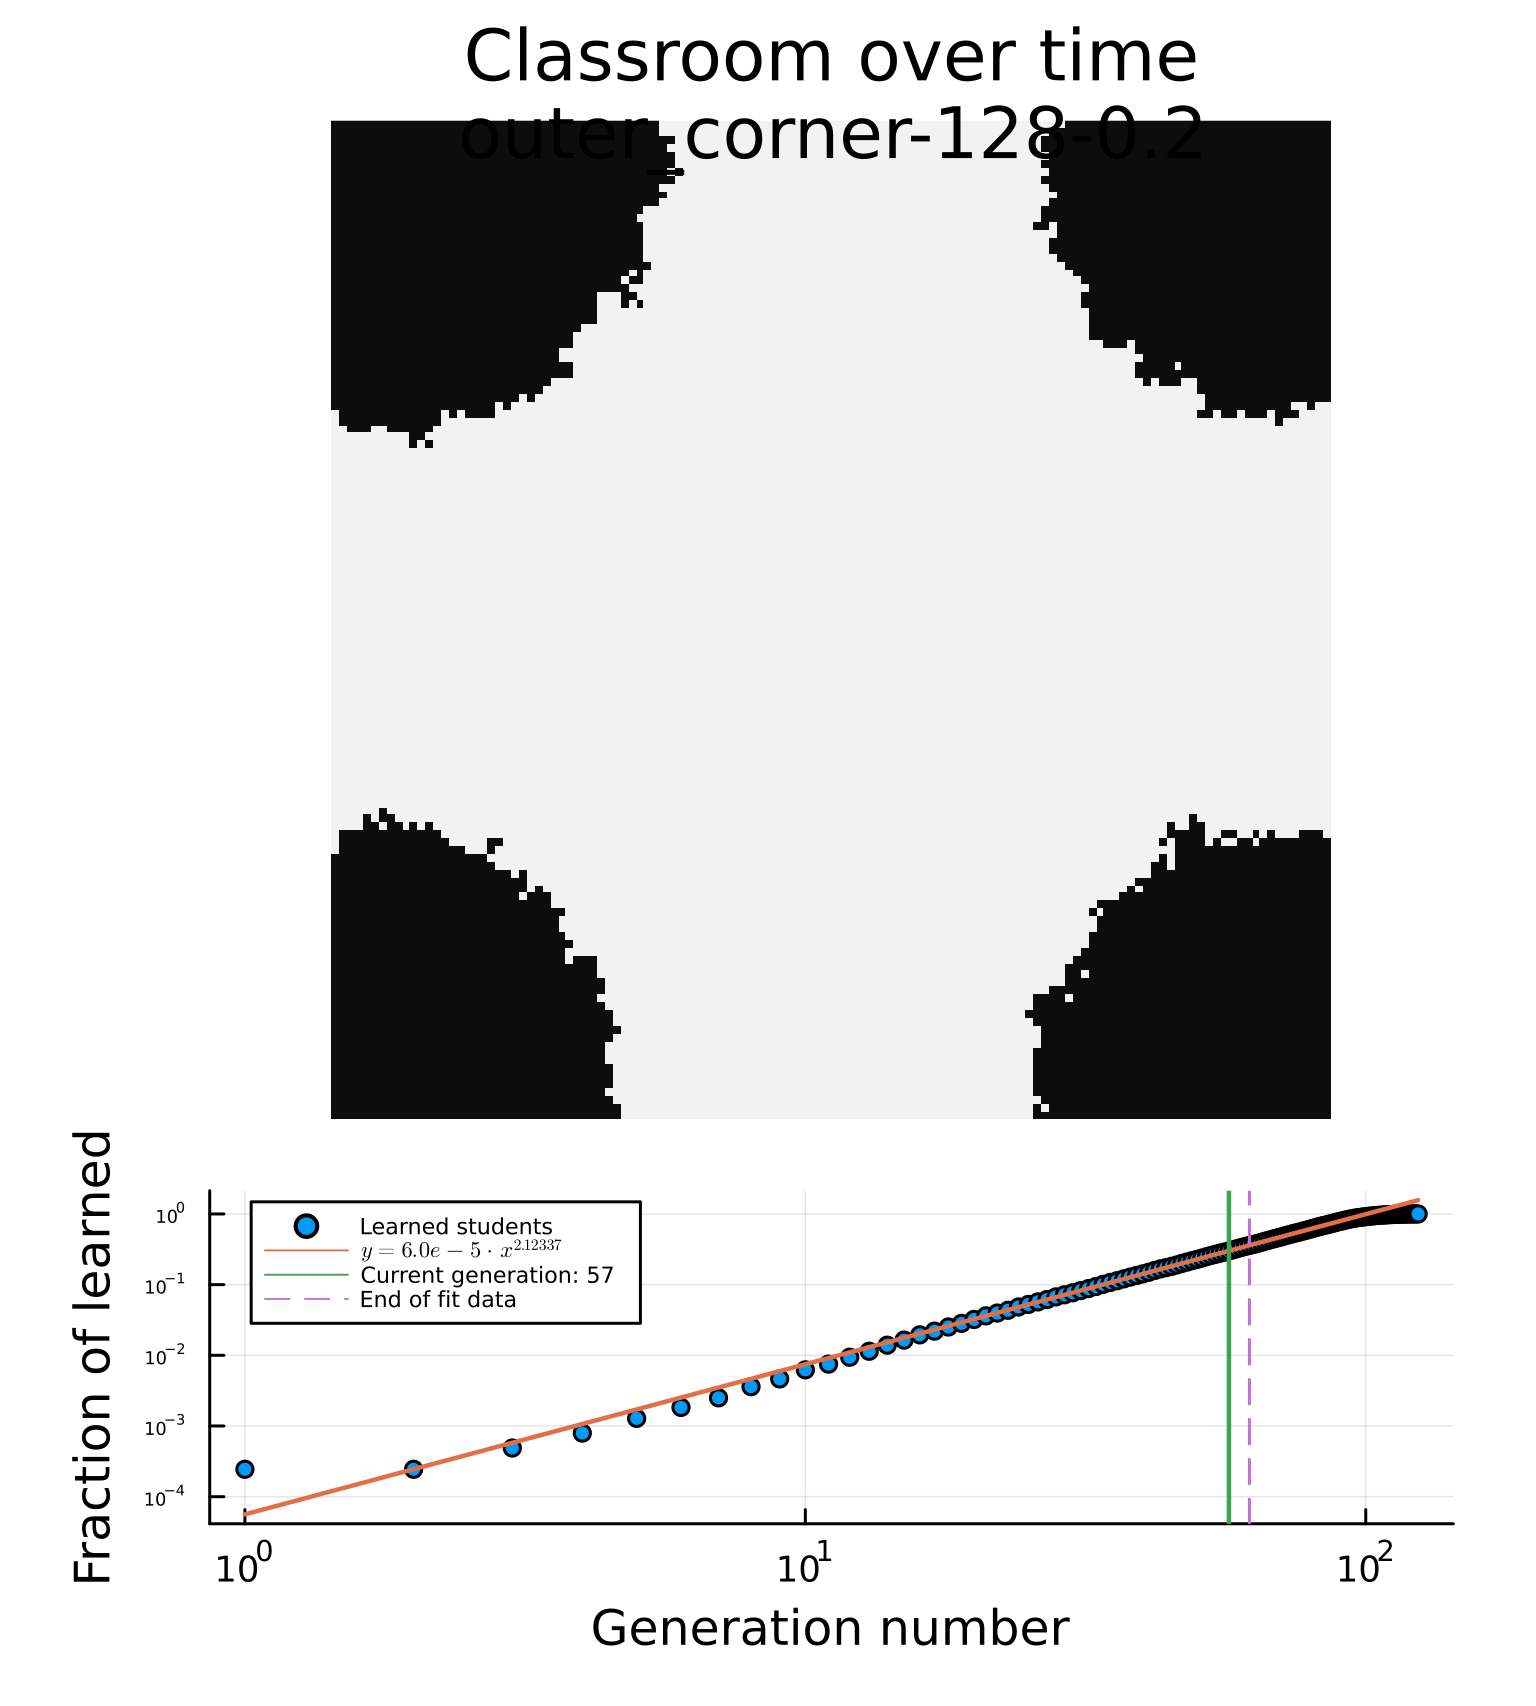 Classroom over time
outer_corner-128-0.2
Fraction of learned
10^0
10^−1
10^−2
10^−3
10^−4
Learned students
y = 6.0e − 5 · x^2.12337
Current generation: 57
End of fit data
10^0 10^1 10^2
Generation number